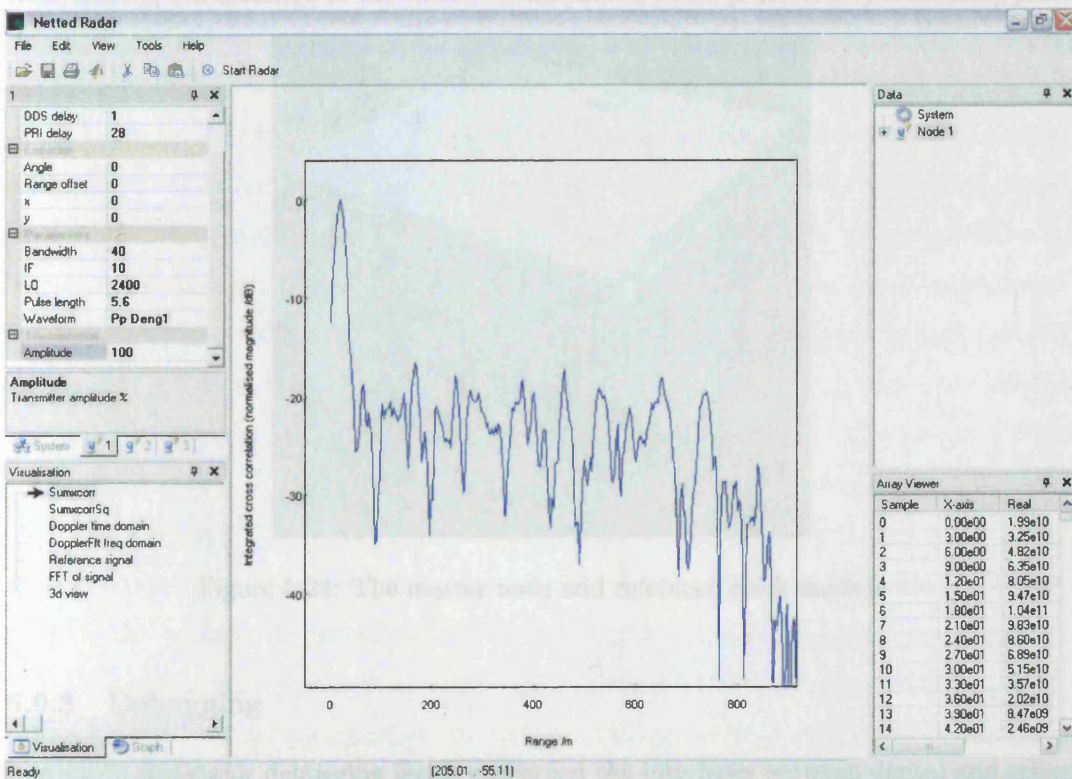 Netted Radar
File Edit View Tools Help
Start Radar
1
DDS delay 1
PRI delay 28
Angle 0
Range offset 0
x 0
y 0
Parameters
Bandwidth 40
IF 10
LO 2400
Pulse length 5.6
Waveform Pp Deng1
Amplitude 100
Amplitude
Transmitter amplitude %
System 1 2 3
Visualisation
Sumxcorr
SumxcorrSq
Doppler time domain
DopplerFlt freq domain
Reference signal
FFT of signal
3d view
Visualisation Graph
Ready
(205.01 , -55.11)
Integrated cross correlation (normalised magnitude /dB)
0
-10
-20
-30
-40
0 200 400 600 800
Range /m
Data
System
Node 1
Array Viewer
Sample X-axis Real
0 0.00e00 1.99e10
1 3.00e00 3.25e10
2 6.00e00 4.82e10
3 9.00e00 6.35e10
4 1.20e01 8.05e10
5 1.50e01 9.47e10
6 1.80e01 1.04e11
7 2.10e01 9.83e10
8 2.40e01 8.60e10
9 2.70e01 6.89e10
10 3.00e01 5.15e10
11 3.30e01 3.57e10
12 3.60e01 2.02e10
13 3.90e01 8.47e09
14 4.20e01 2.46e09